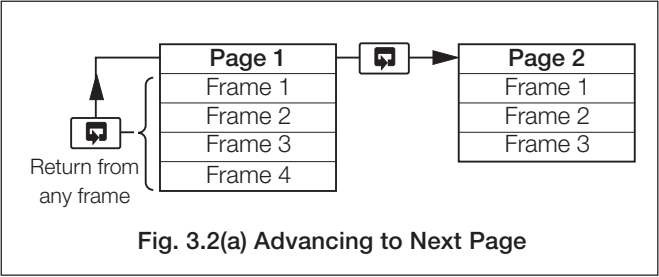 Page 1
Frame 1
Frame 2
Frame 3
Frame 4
Page 2
Frame 1
Frame 2
Frame 3
Return from
any frame
Fig. 3.2(a) Advancing to Next Page